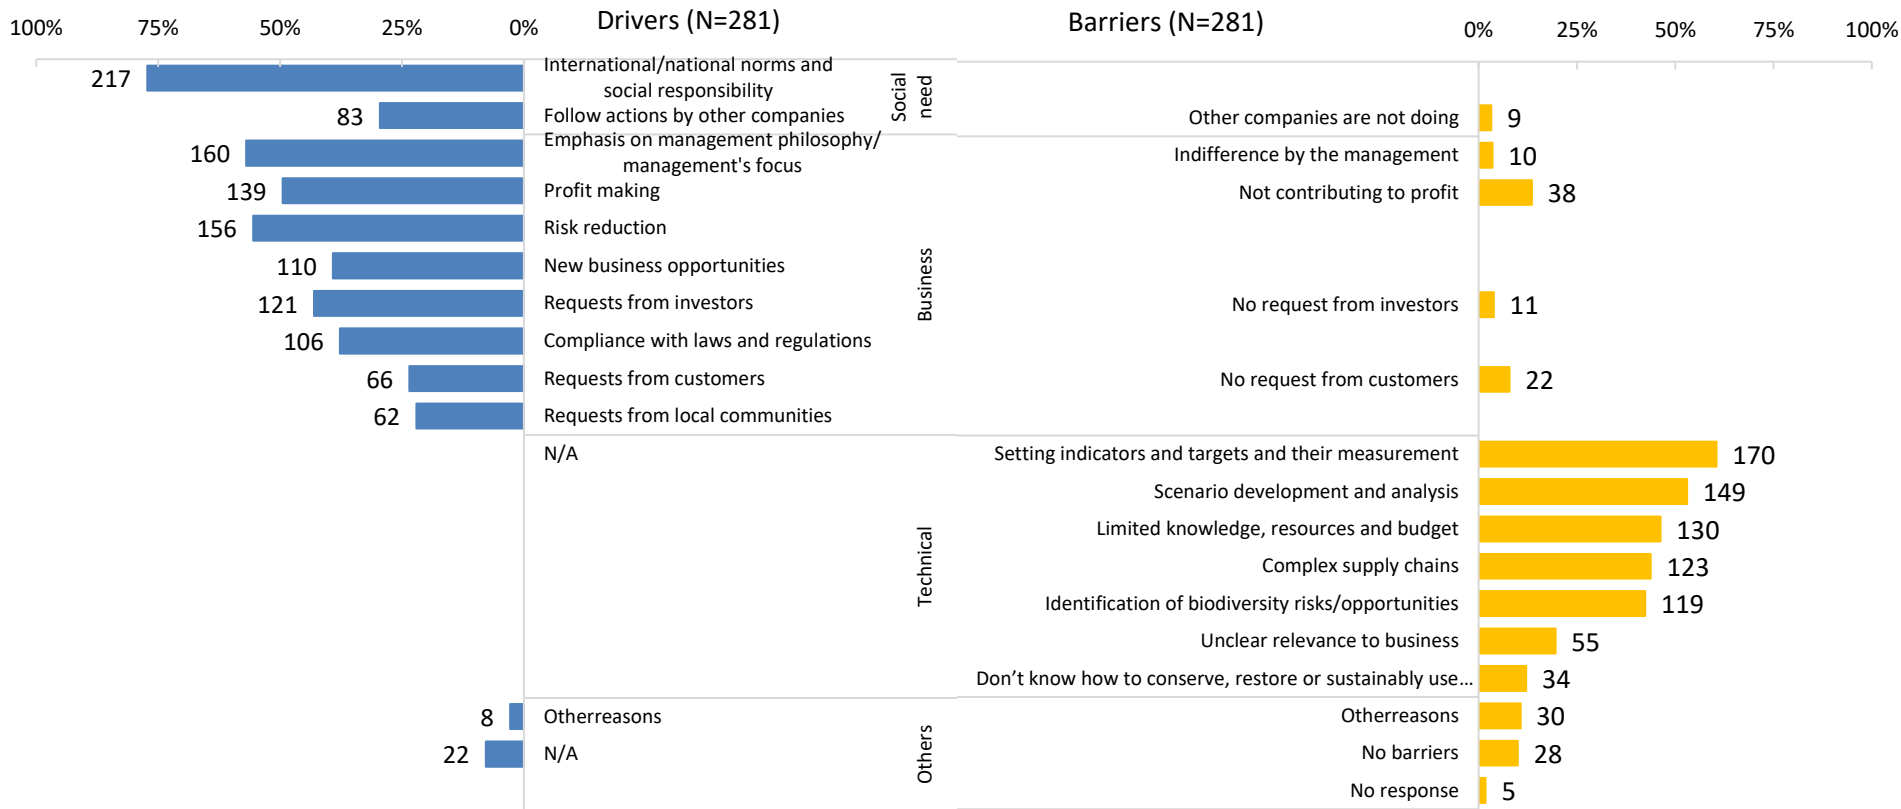 Drivers (N=281)
Barriers (N=281)
100% 75% 50% 25% 0%
0% 25% 50% 75% 100%
217 International/national norms and
social responsibility
83 Follow actions by other companies
Social
need
Other companies are not doing 9
160 Emphasis on management philosophy/
management's focus
Indifference by the management 10
139 Profit making
Not contributing to profit 38
156 Risk reduction
110 New business opportunities
Business
121 Requests from investors
No request from investors 11
106 Compliance with laws and regulations
66 Requests from customers
No request from customers 22
62 Requests from local communities
N/A
Setting indicators and targets and their measurement 170
Scenario development and analysis 149
Limited knowledge, resources and budget 130
Technical
Complex supply chains 123
Identification of biodiversity risks/opportunities 119
Unclear relevance to business 55
Don’t know how to conserve, restore or sustainably use… 34
8 Otherreasons
Otherreasons 30
22 N/A
Others
No barriers 28
No response 5